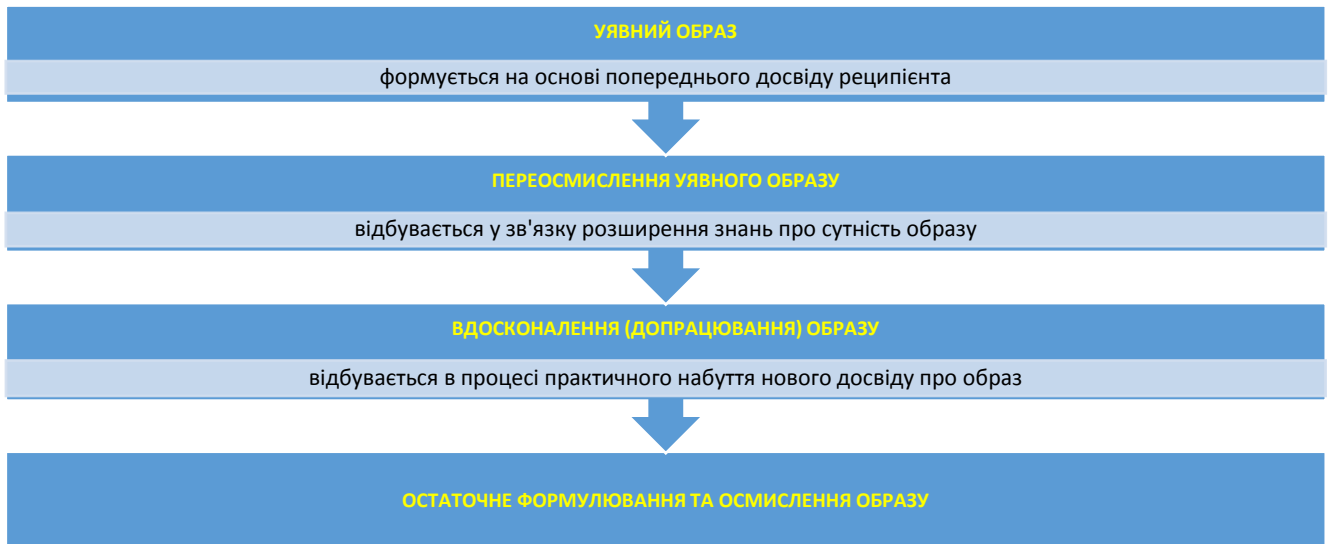 УЯВНИЙ ОБРАЗ
формується на основі попереднього досвіду реципієнта
ПЕРЕОСМИСЛЕННЯ УЯВНОГО ОБРАЗУ
відбувається у зв'язку розширення знань про сутність образу
ВДОСКОНАЛЕННЯ (ДОПРАЦЮВАННЯ) ОБРАЗУ
відбувається в процесі практичного набуття нового досвіду про образ
ОСТАТОЧНЕ ФОРМУЛЮВАННЯ ТА ОСМИСЛЕННЯ ОБРАЗУ